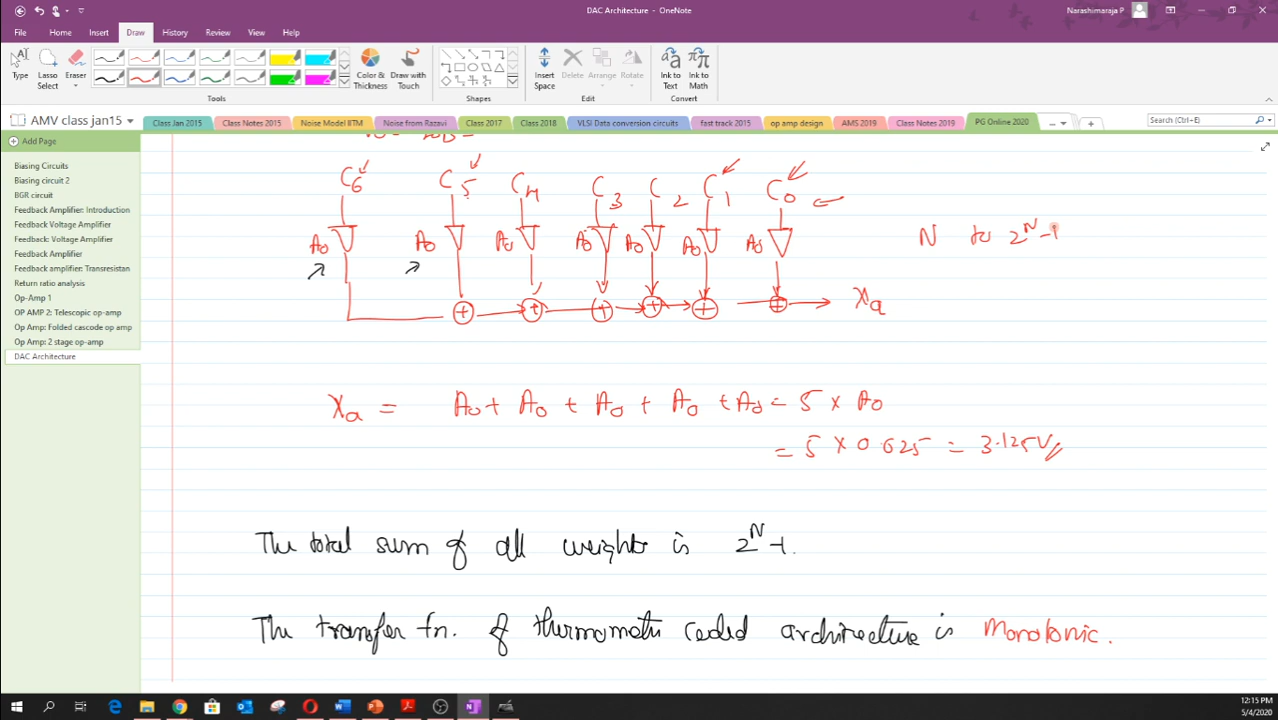 DAC Architecture - OneNote
Narashimaraja P
File Home Insert Draw History Review View Help
Type Lasso Select Eraser Color & Thickness Draw with Touch Insert Space Delete Arrange Rotate Ink to Text Ink to Math
Tools Shapes Edit Convert
AMV class jan15 Class Jan 2015 Class Notes 2015 Noise Model IITM Noise from Razavi Class 2017 Class 2018 VLSI Data conversion circuits fast track 2015 op amp design AMS 2019 Class Notes 2019 PG Online 2020 Search (Ctrl+E)
Add Page
Biasing Circuits
Biasing circuit 2
BGR circuit
Feedback Amplifier: Introduction
Feedback Voltage Amplifier
Feedback: Voltage Amplifier
Feedback Amplifier
Feedback amplifier: Transresistan
Return ratio analysis
Op-Amp 1
OP AMP 2: Telescopic op-amp
Op Amp: Folded cascode op amp
Op Amp: 2 stage op-amp
DAC Architecture
C6 C5 C4 C3 C2 C1 C0
A0 A0 A0 A0 A0 A0 A0
N to 2^N-1
+ + + + + + Xa
Xa = A0 + A0 + A0 + A0 + A0 = 5 × A0
= 5 × 0.625 = 3.125V
The total sum of all weights is 2^N-1.
The transfer fn. of thermometer coded architecture is Monotonic.
12:15 PM
5/4/2020